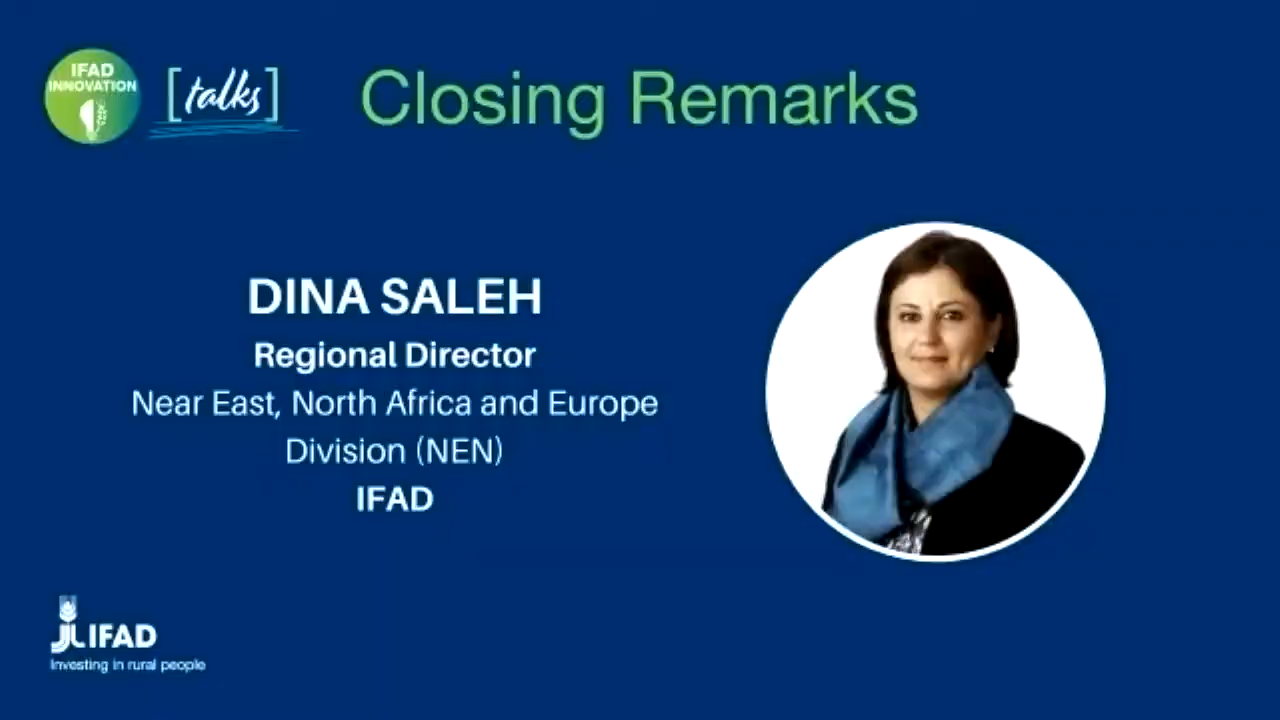 IFAD
INNOVATION
[talks]
Closing Remarks
DINA SALEH
Regional Director
Near East, North Africa and Europe
Division (NEN)
IFAD
IFAD
Investing in rural people